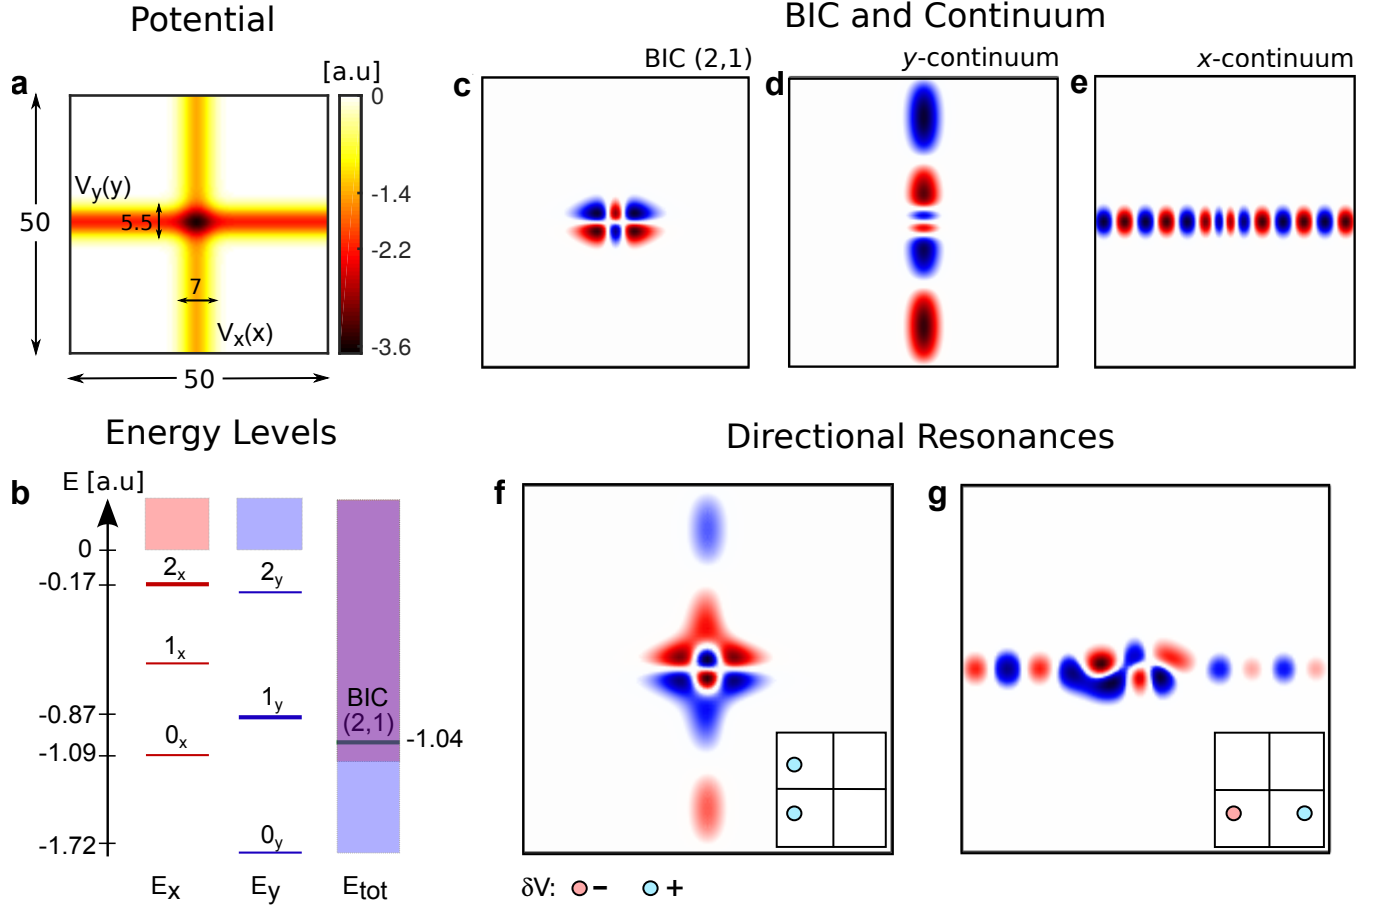 Potential
BIC and Continuum
a
[a.u]
0
-1.4
-2.2
-3.6
Vy(y)
5.5
50
7
Vx(x)
50
c
BIC (2,1)
d
y-continuum
e
x-continuum
Energy Levels
Directional Resonances
b
E [a.u]
0
-0.17
-0.87
-1.09
-1.72
2x
1x
0x
2y
1y
0y
BIC
(2,1)
-1.04
Ex
Ey
Etot
f
g
δV: − +